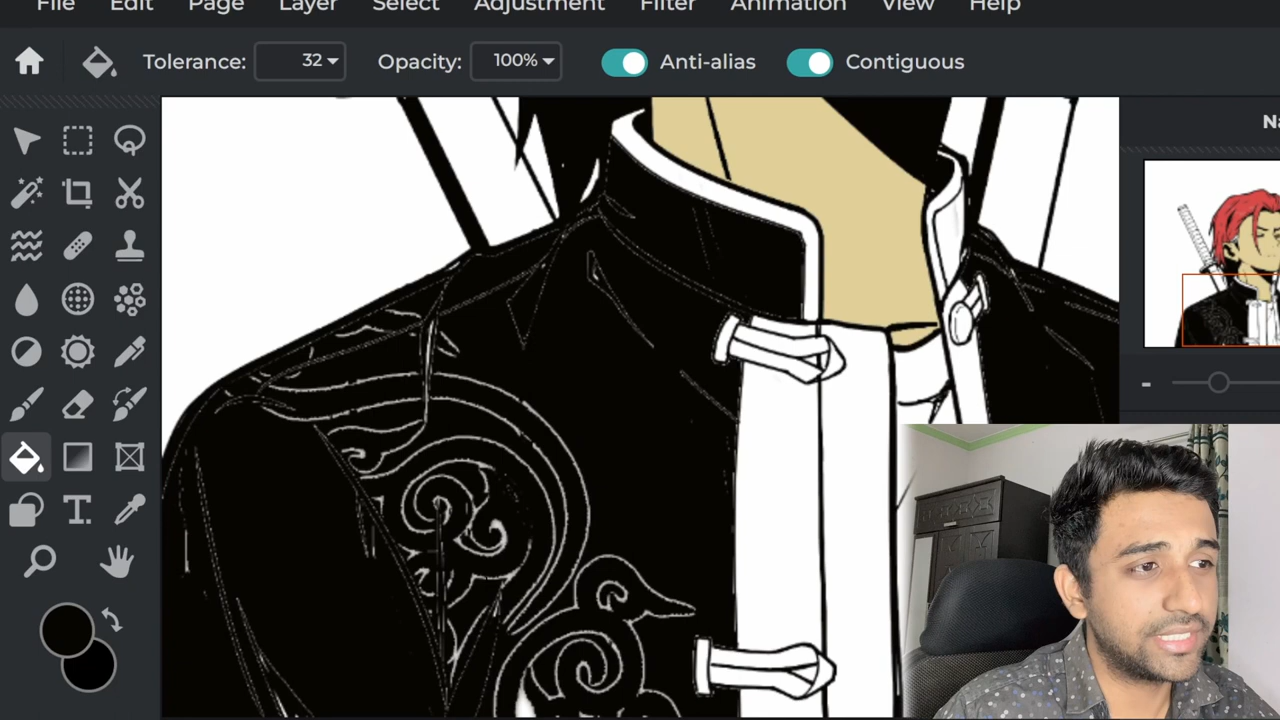 File Edit Page Layer Select Adjustment Filter Animation View Help
Tolerance: 32 Opacity: 100% Anti-alias Contiguous